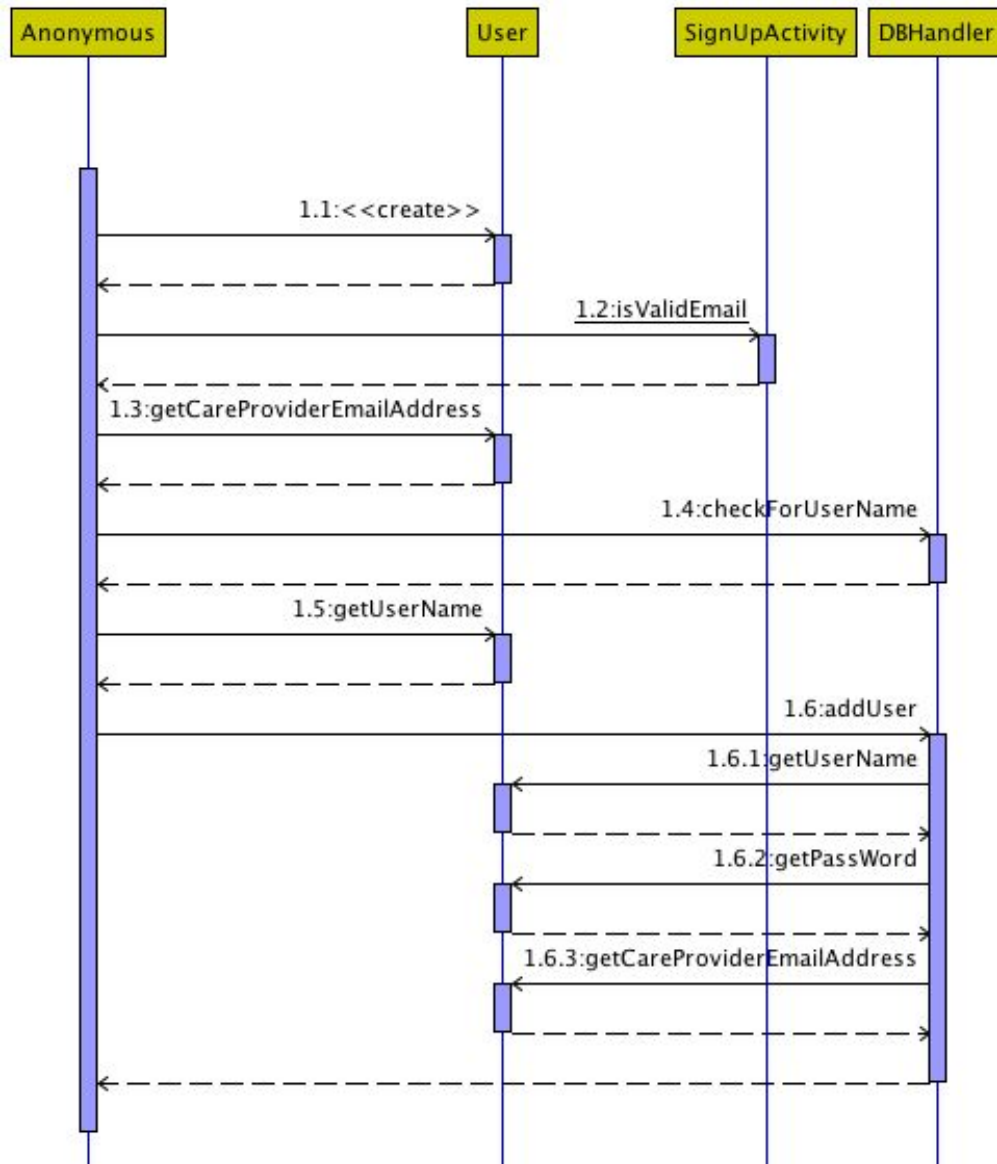 Anonymous
User
SignUpActivity
DBHandler
1.1:<<create>>
1.2:isValidEmail
1.3:getCareProviderEmailAddress
1.4:checkForUserName
1.5:getUserName
1.6:addUser
1.6.1:getUserName
1.6.2:getPassWord
1.6.3:getCareProviderEmailAddress